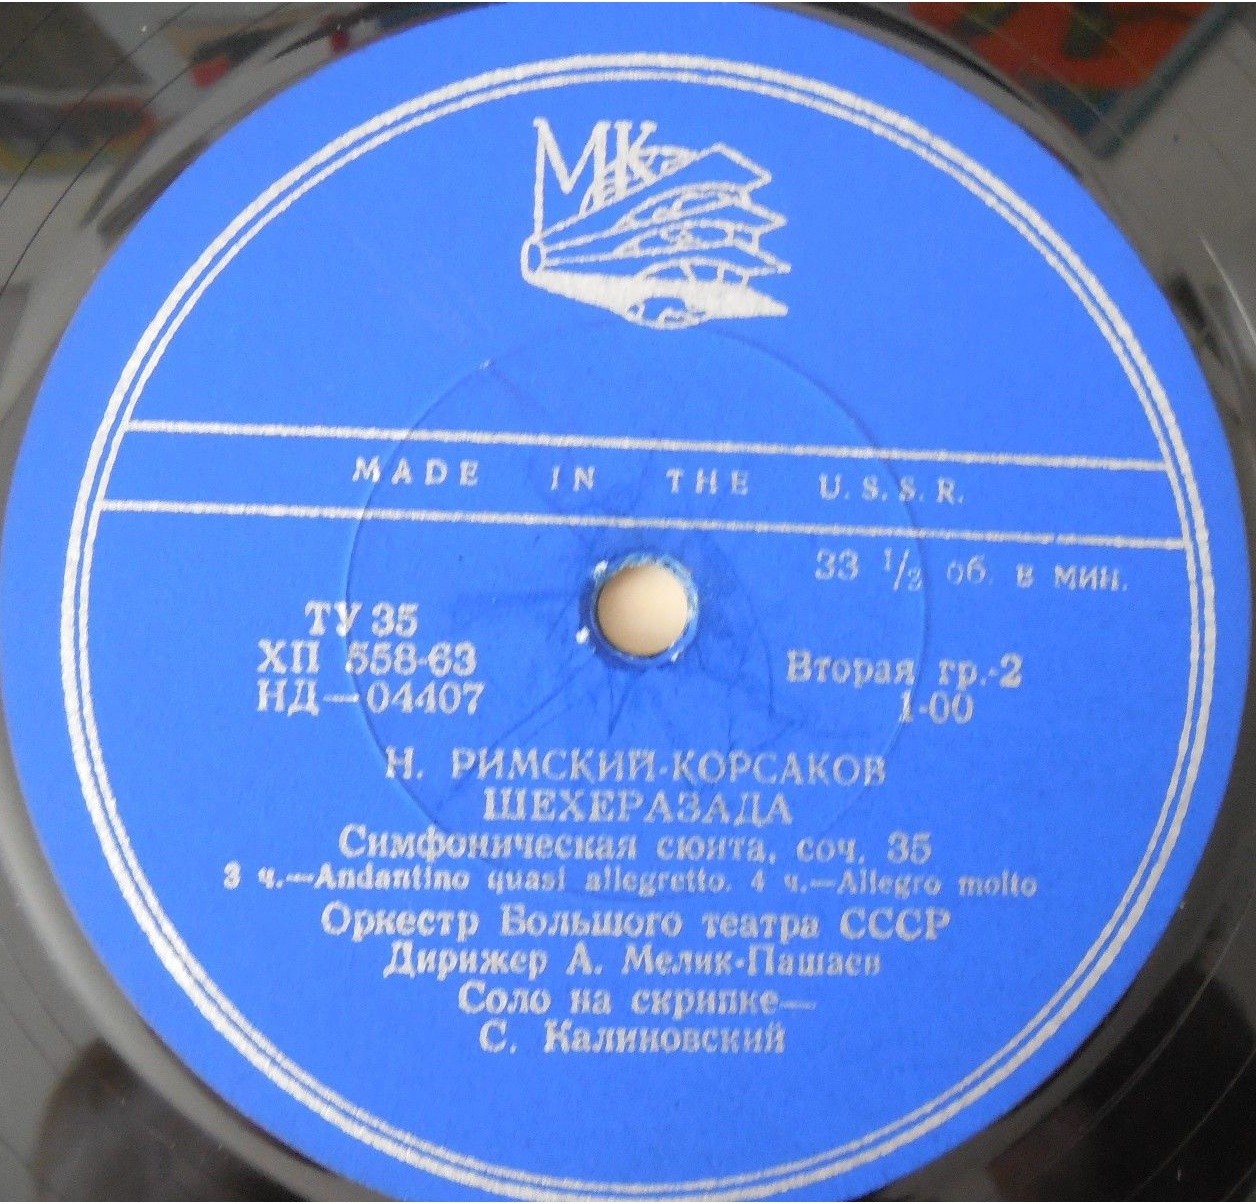 МК
MADE IN THE U.S.S.R.
33 1/3 об. в мин.
ТУ 35
ХП 558-63
НД—04407
Вторая гр.-2
1-00
Н. РИМСКИЙ-КОРСАКОВ
ШЕХЕРАЗАДА
Симфоническая сюита, соч. 35
3 ч.—Andantino quasi allegretto. 4 ч.—Allegro molto
Оркестр Большого театра СССР
Дирижер А. Мелик-Пашаев
Соло на скрипке—
С. Калиновский